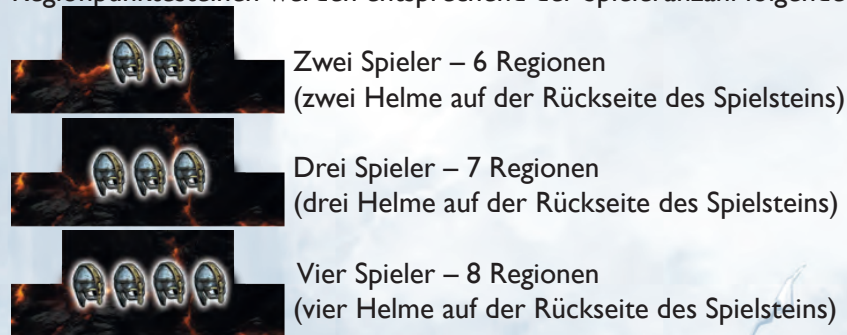 Regionpunktesteinen werden entsprechend der Spieleranzahl folgende
Zwei Spieler – 6 Regionen
(zwei Helme auf der Rückseite des Spielsteins)
Drei Spieler – 7 Regionen
(drei Helme auf der Rückseite des Spielsteins)
Vier Spieler – 8 Regionen
(vier Helme auf der Rückseite des Spielsteins)